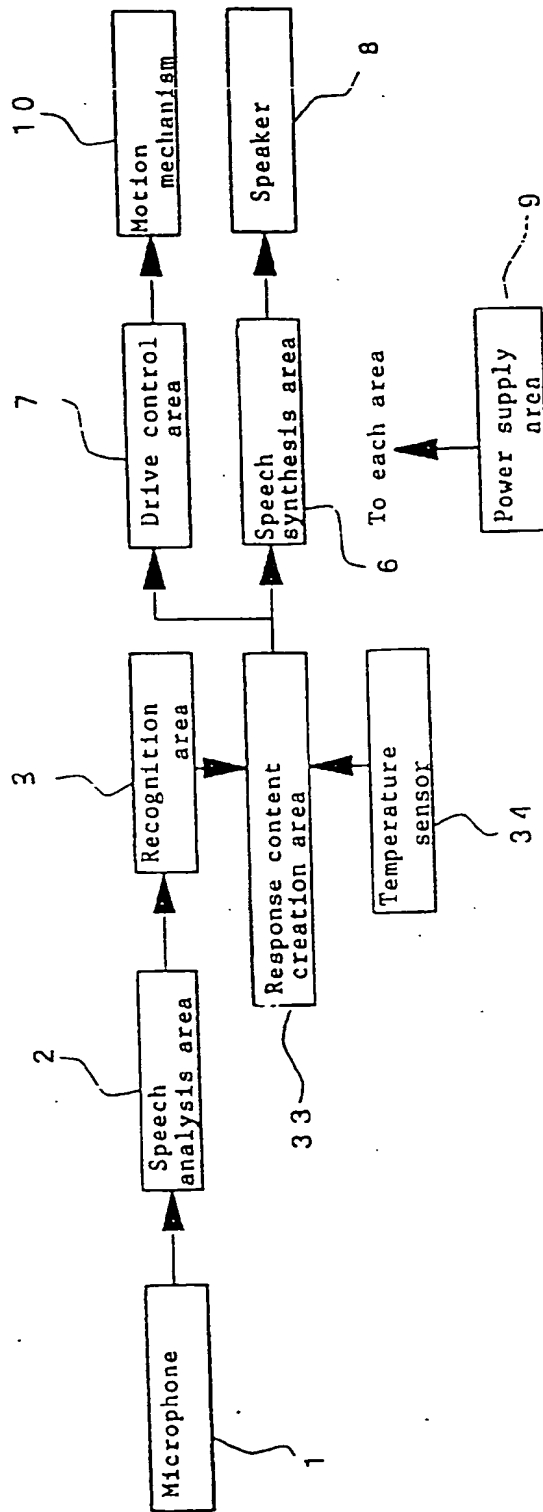 Microphone
1
Speech
analysis area
2
Recognition
area
3
Response content
creation area
33
Temperature
sensor
34
Drive control
area
7
Motion
mechanism
10
Speech
synthesis area
6
Speaker
8
To each area
Power supply
area
9